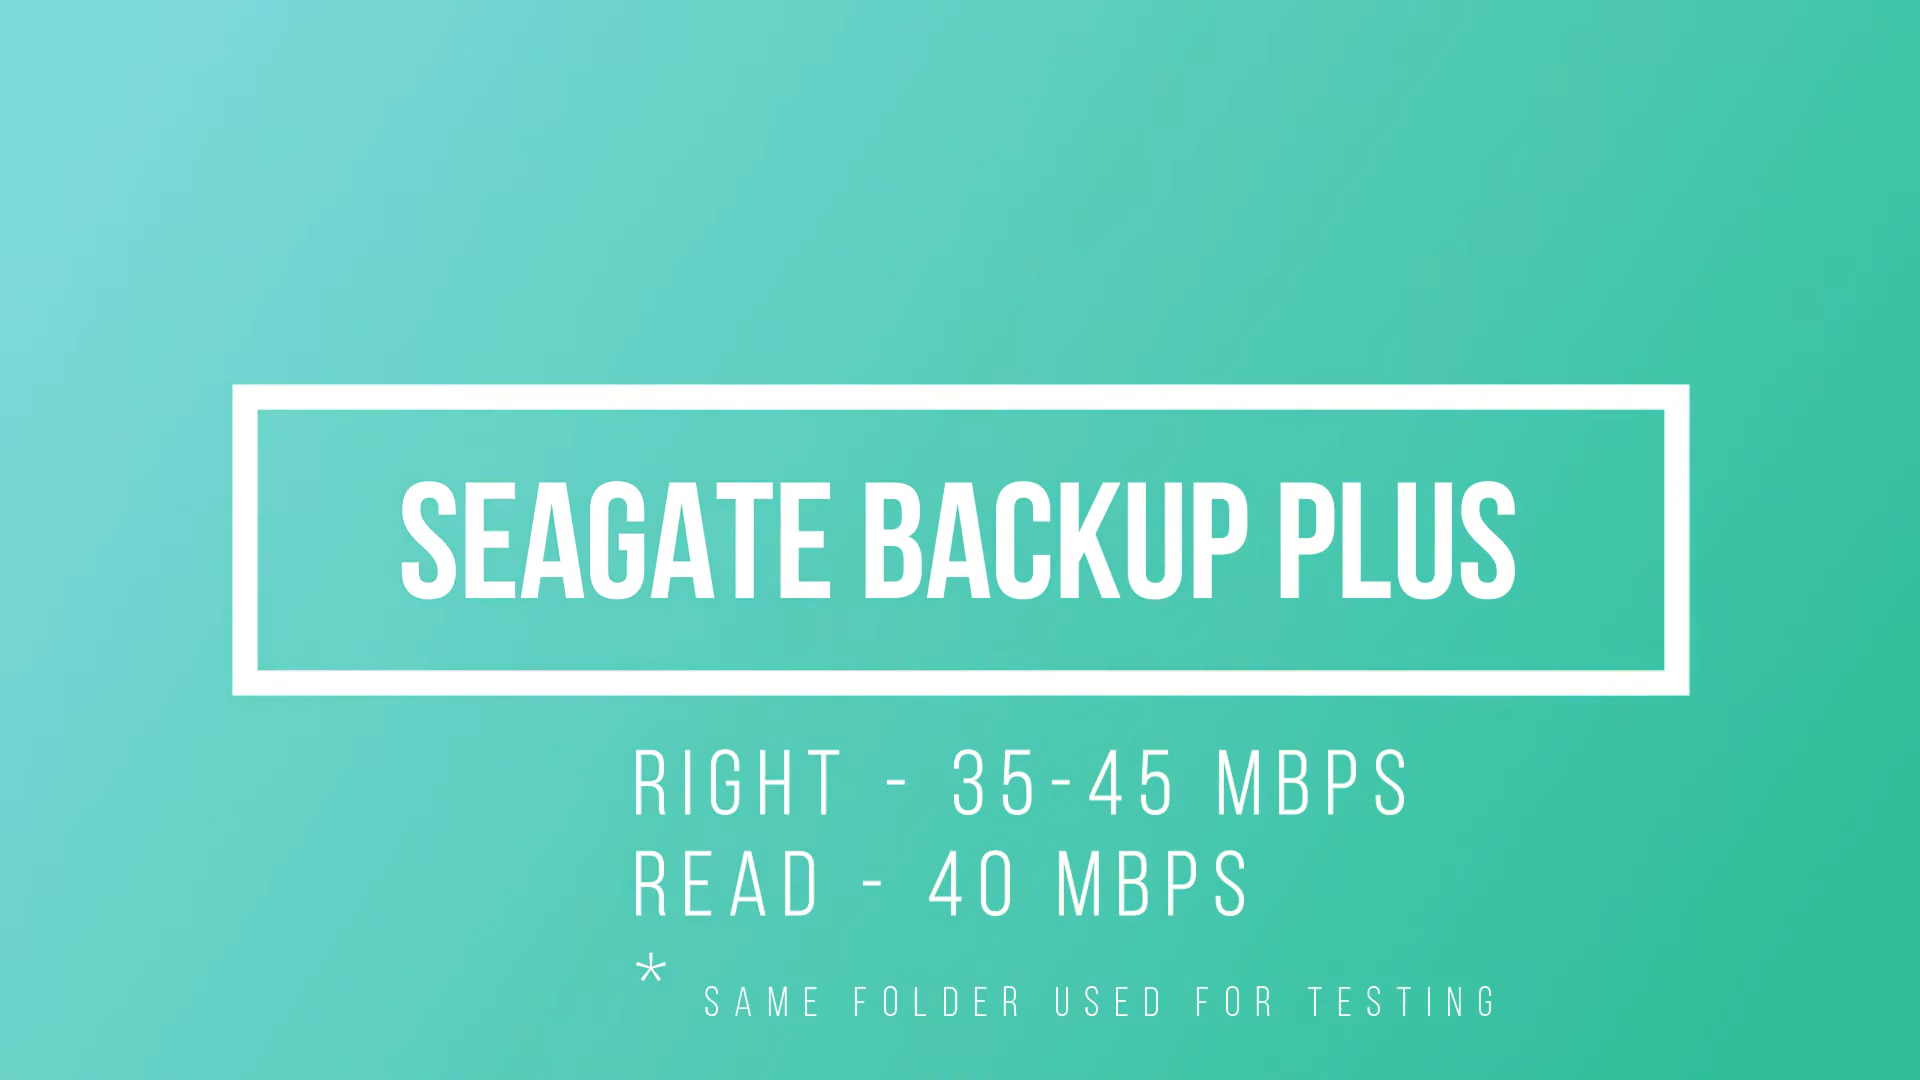 SEAGATE BACKUP PLUS
RIGHT - 35-45 MBPS
READ - 40 MBPS
* SAME FOLDER USED FOR TESTING